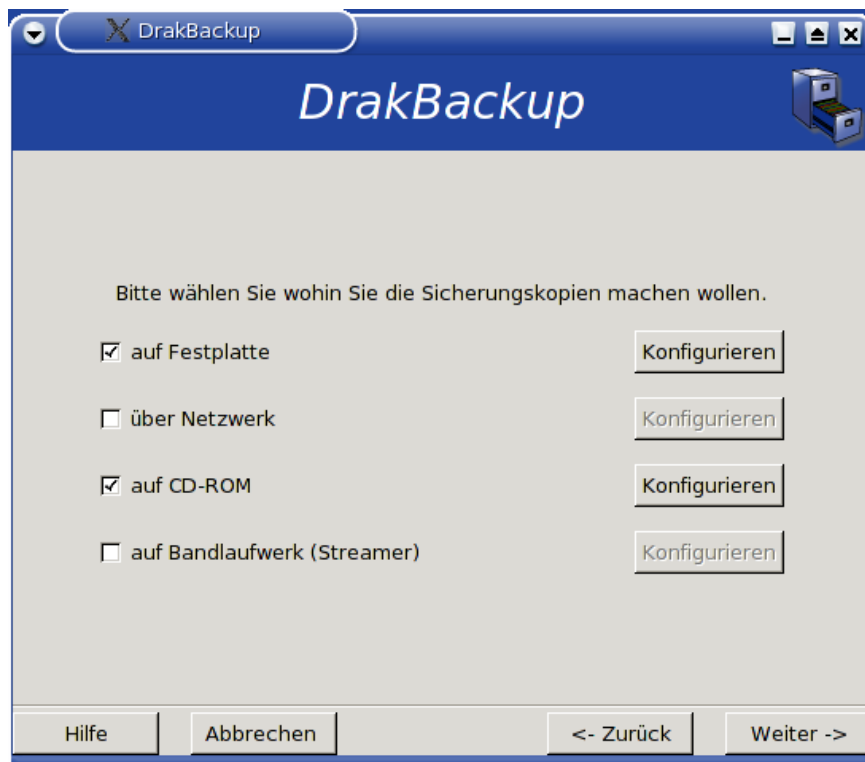 DrakBackup
DrakBackup
Bitte wählen Sie wohin Sie die Sicherungskopien machen wollen.
auf Festplatte Konfigurieren
über Netzwerk Konfigurieren
auf CD-ROM Konfigurieren
auf Bandlaufwerk (Streamer) Konfigurieren
Hilfe Abbrechen <- Zurück Weiter ->